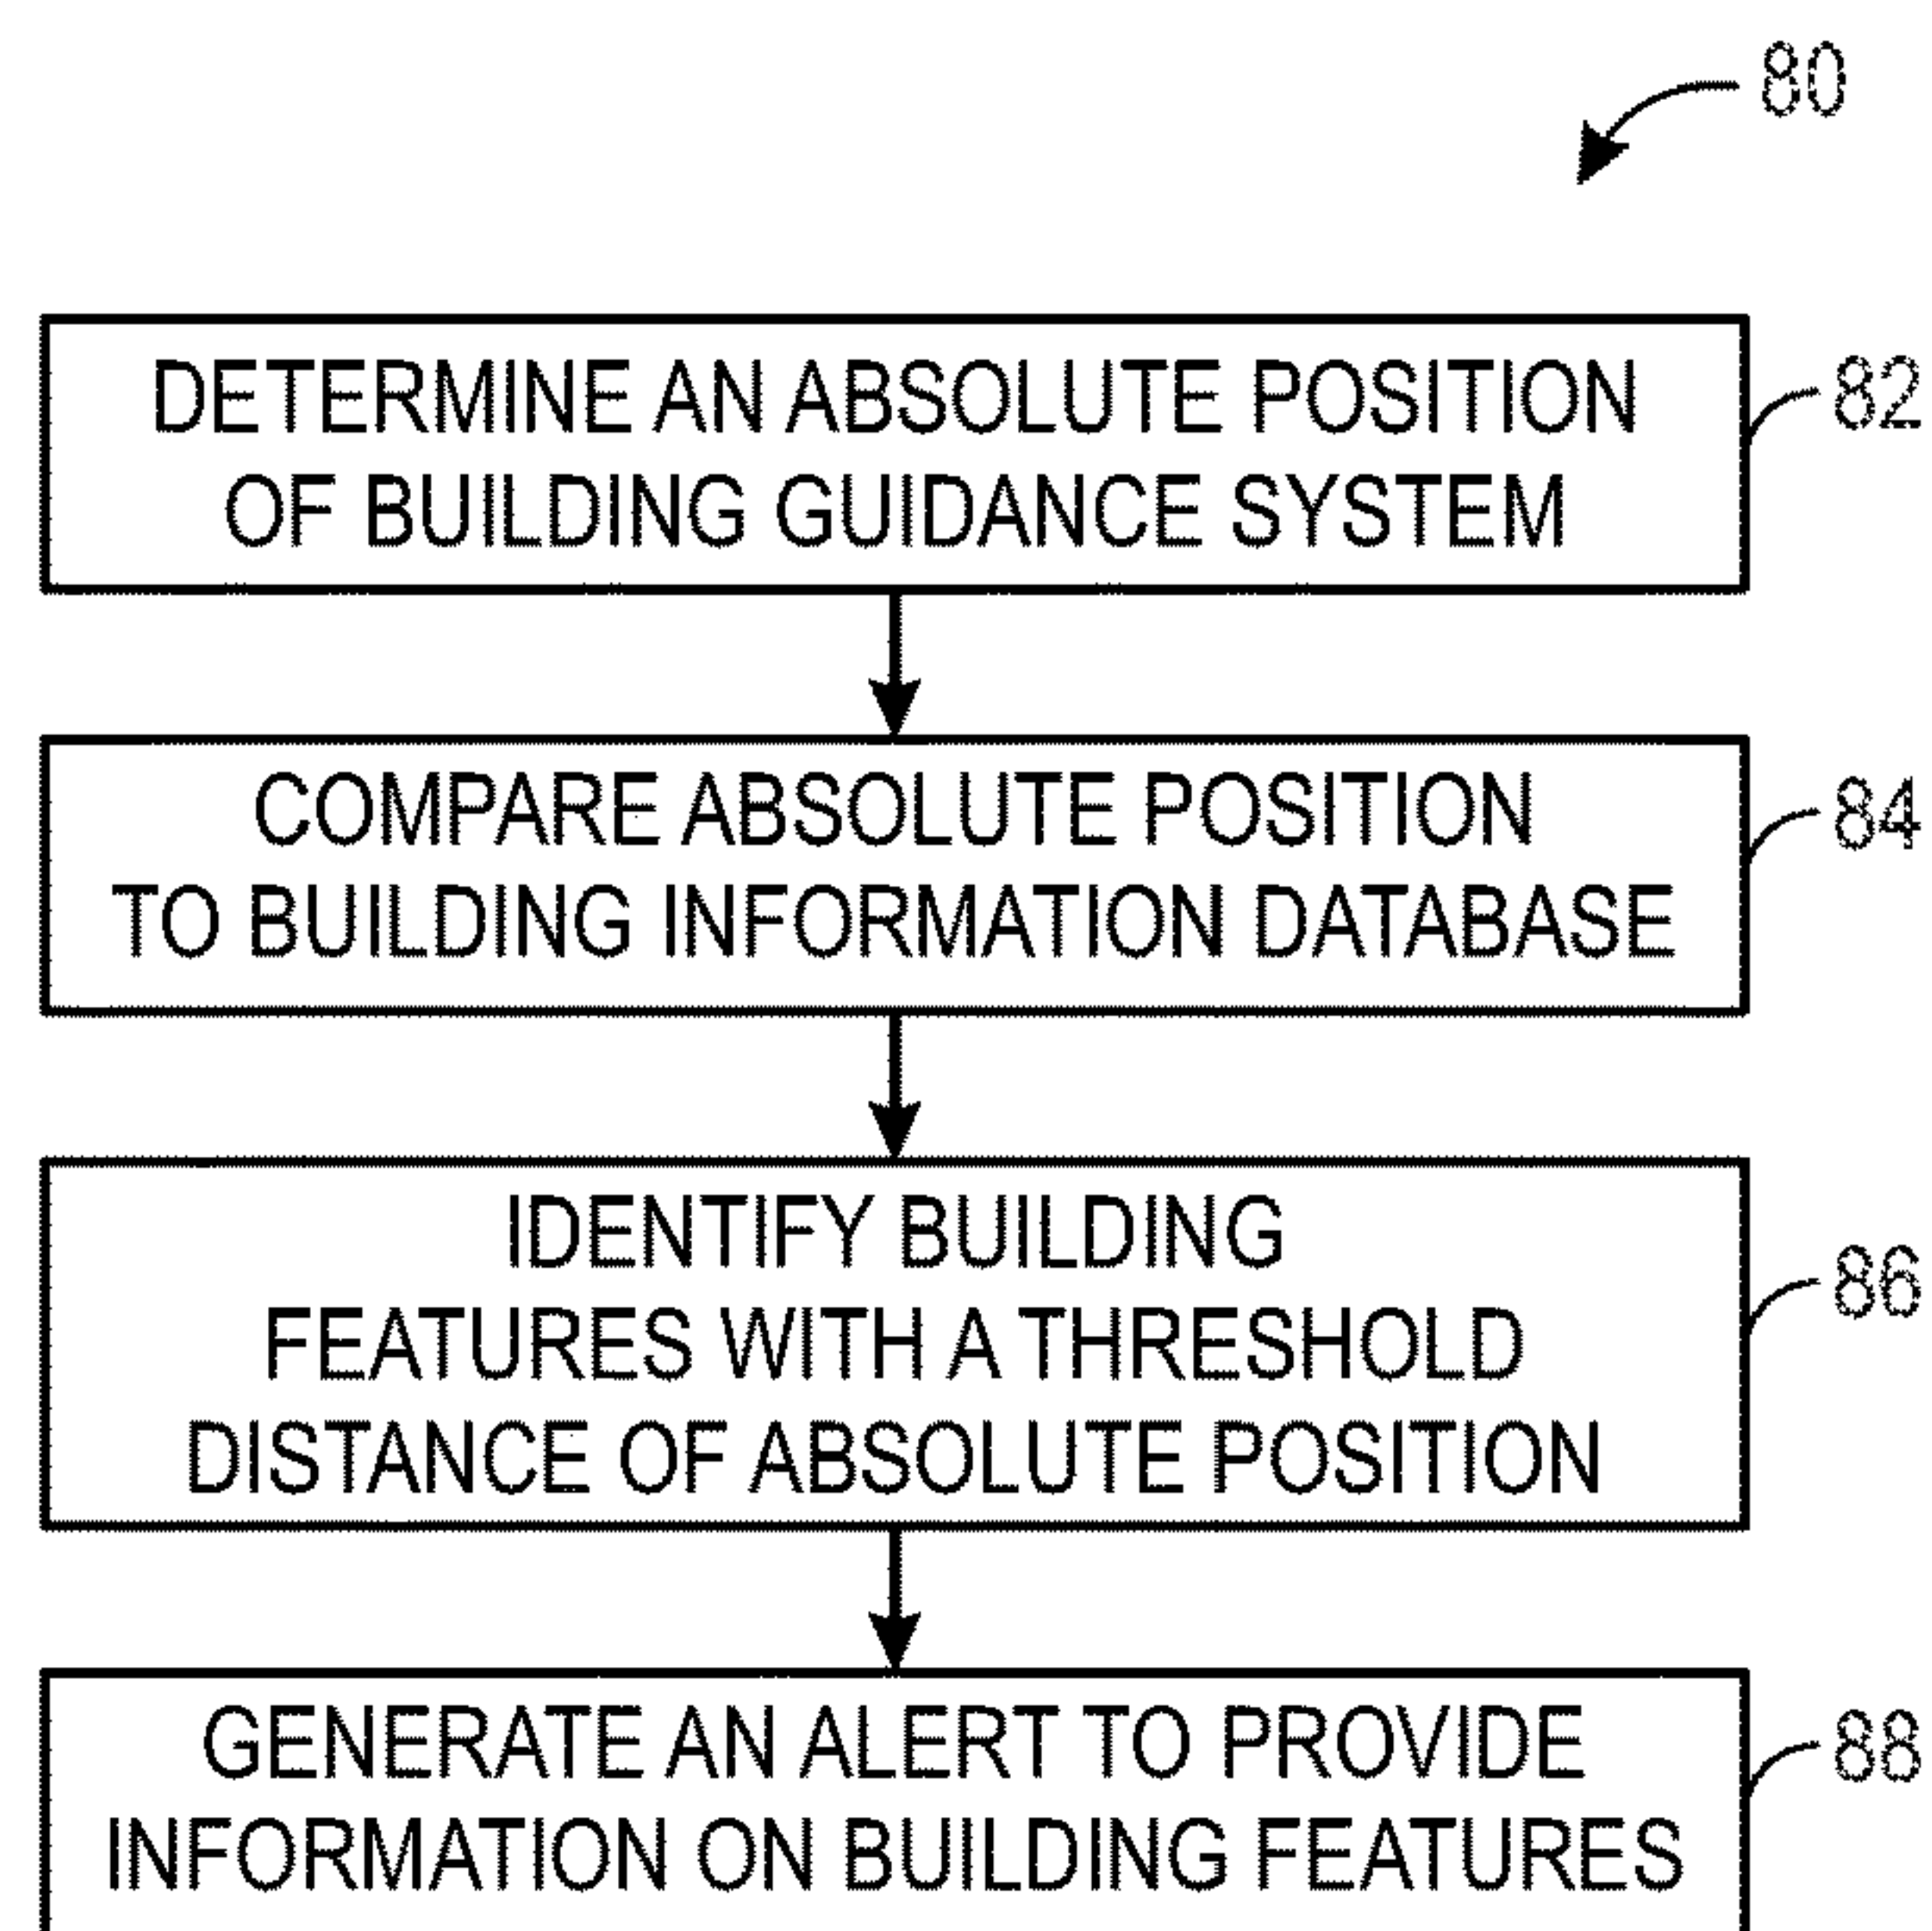 80
DETERMINE AN ABSOLUTE POSITION
OF BUILDING GUIDANCE SYSTEM
82
COMPARE ABSOLUTE POSITION
TO BUILDING INFORMATION DATABASE
84
IDENTIFY BUILDING
FEATURES WITH A THRESHOLD
DISTANCE OF ABSOLUTE POSITION
86
GENERATE AN ALERT TO PROVIDE
INFORMATION ON BUILDING FEATURES
88